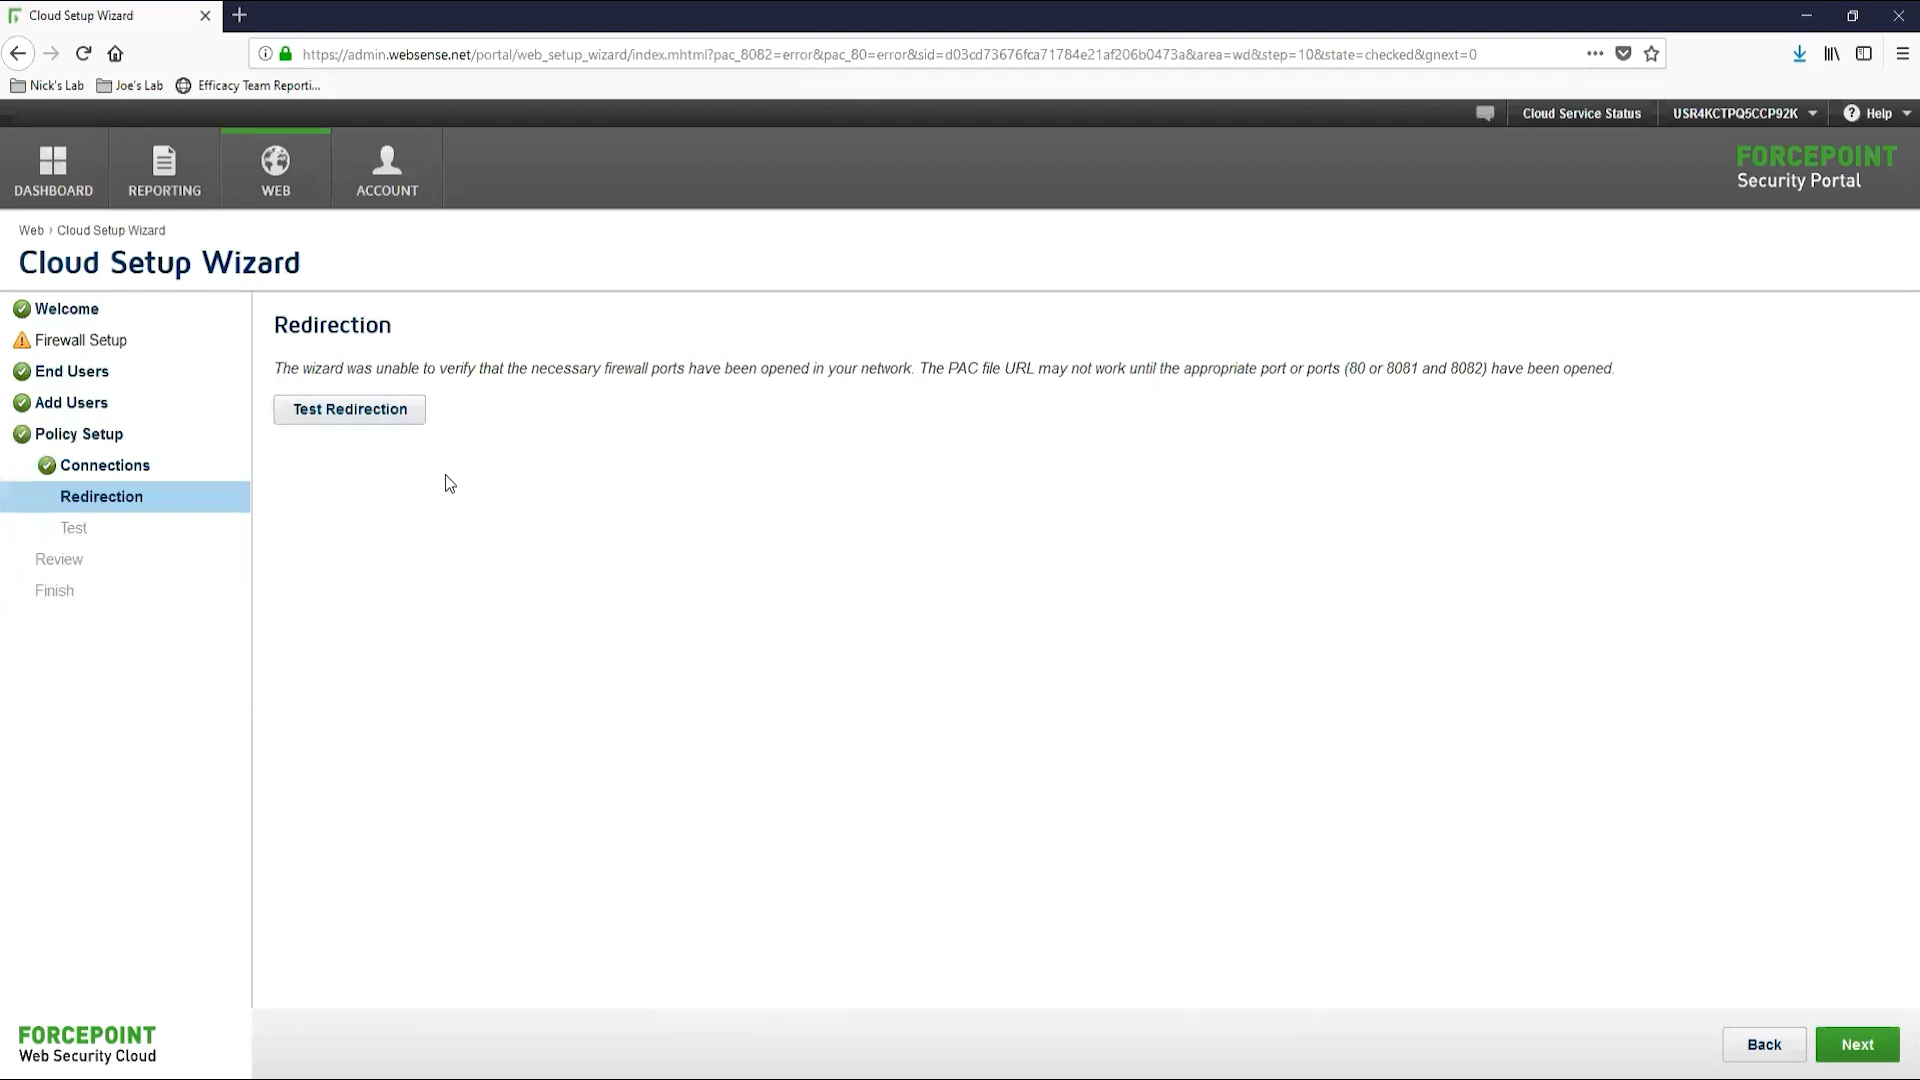 Cloud Setup Wizard
https://admin.websense.net/portal/web_setup_wizard/index.mhtml?pac_8082=error&pac_80=error&sid=d03cd73676fca71784e21af206b0473a&area=wd&step=10&state=checked&gnext=0
Nick's Lab
Joe's Lab
Efficacy Team Reporti...
Cloud Service Status
USR4KCTPQ5CCP92K
? Help
DASHBOARD
REPORTING
WEB
ACCOUNT
FORCEPOINT
Security Portal
Web › Cloud Setup Wizard
Cloud Setup Wizard
Welcome
Firewall Setup
End Users
Add Users
Policy Setup
Connections
Redirection
Test
Review
Finish
Redirection
The wizard was unable to verify that the necessary firewall ports have been opened in your network. The PAC file URL may not work until the appropriate port or ports (80 or 8081 and 8082) have been opened.
Test Redirection
FORCEPOINT
Web Security Cloud
Back
Next